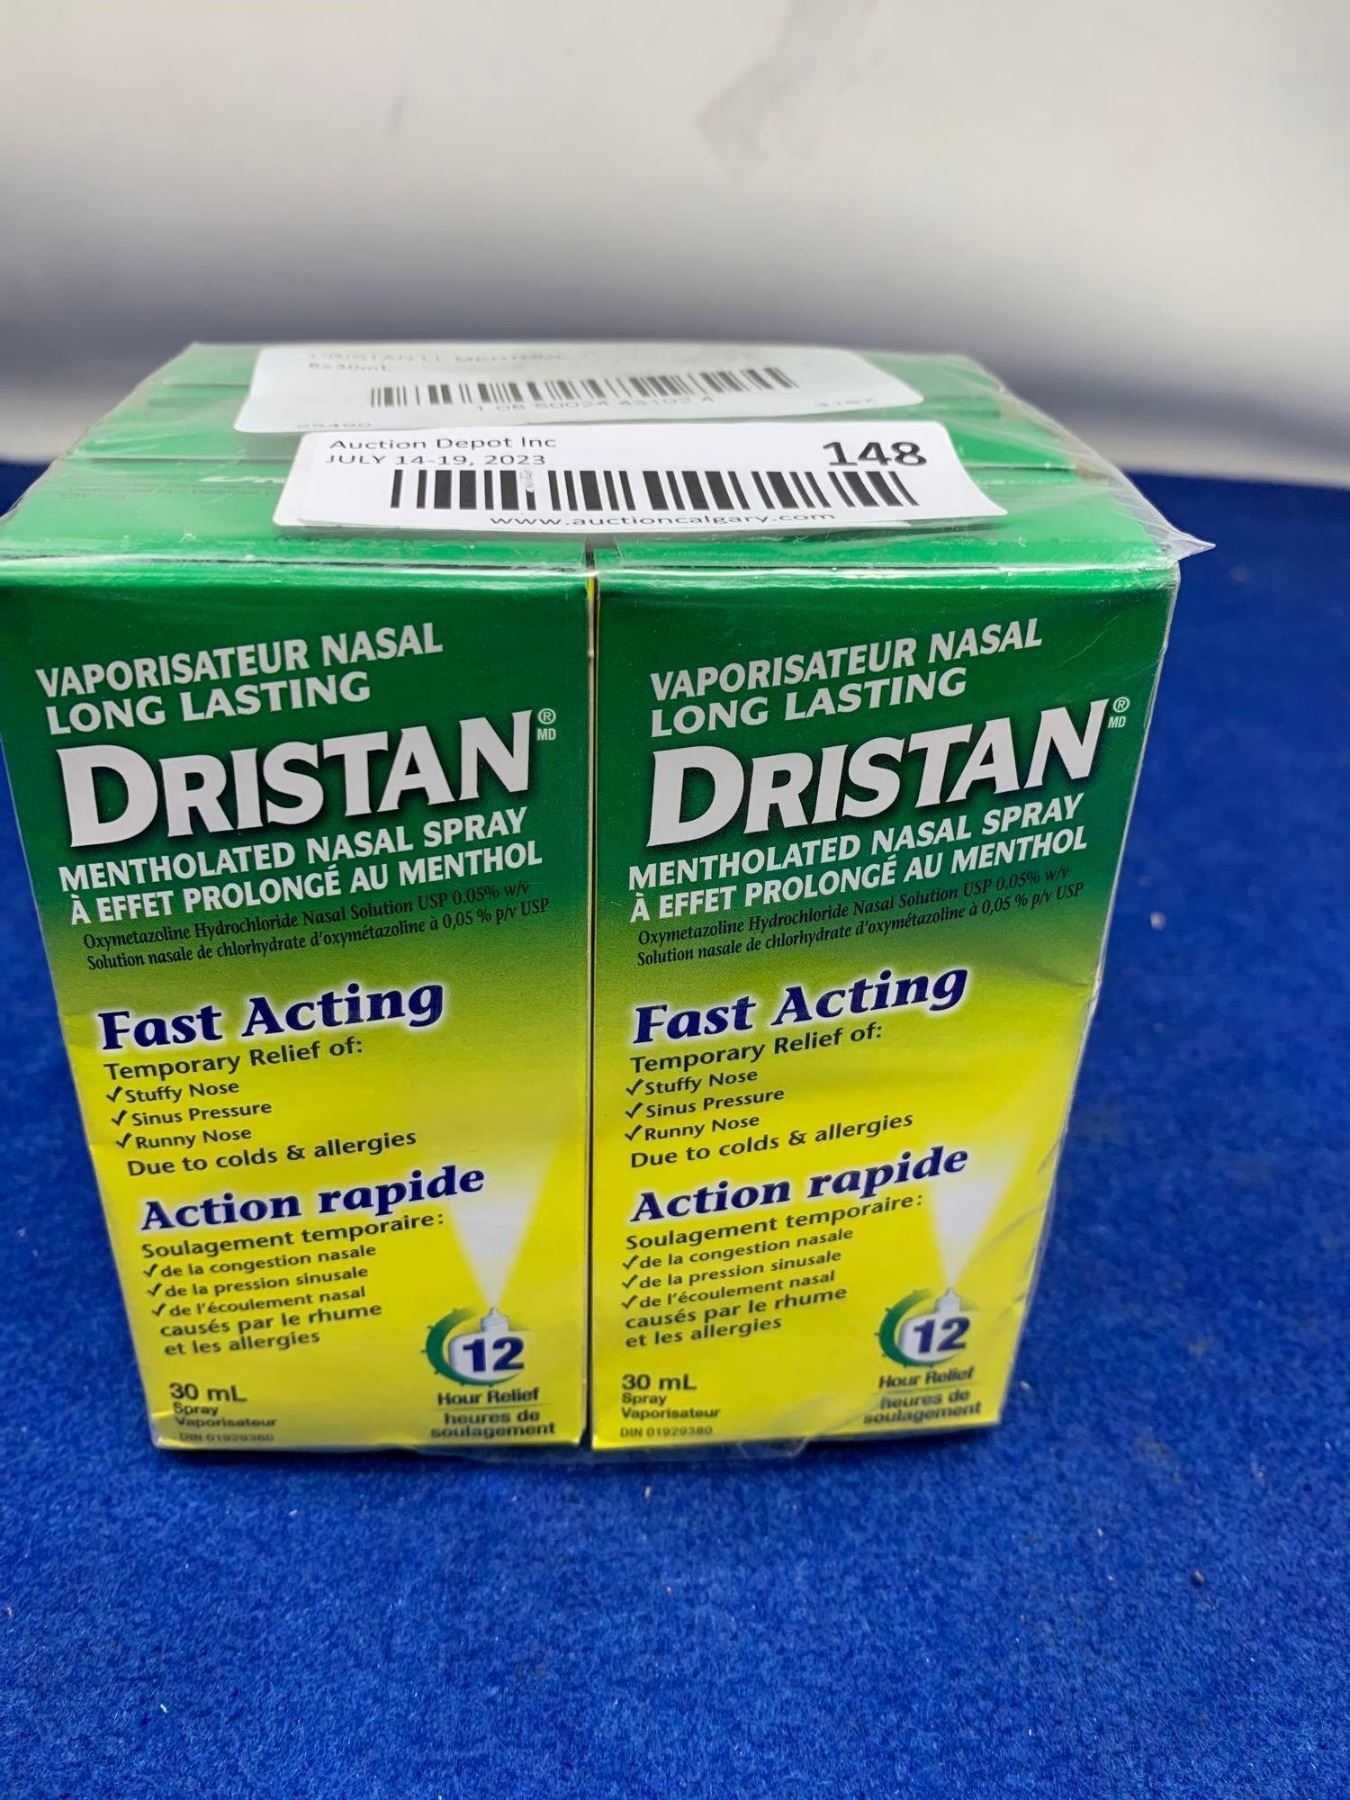 Auction Depot Inc
JULY 14-19, 2023
148
www.auctioncalgary.com
VAPORISATEUR NASAL
LONG LASTING
DRISTAN®
MD
MENTHOLATED NASAL SPRAY
À EFFET PROLONGÉ AU MENTHOL
Oxymetazoline Hydrochloride Nasal Solution USP 0.05% w/v
Solution nasale de chlorhydrate d'oxymétazoline à 0,05 % p/v USP
Fast Acting
Temporary Relief of:
✓Stuffy Nose
✓Sinus Pressure
✓Runny Nose
Due to colds & allergies
Action rapide
Soulagement temporaire:
✓de la congestion nasale
✓de la pression sinusale
✓de l'écoulement nasal
causés par le rhume
et les allergies
30 mL
Spray
Vaporisateur
DIN 01929380
12
Hour Relief
heures de
soulagement
VAPORISATEUR NASAL
LONG LASTING
DRISTAN®
MD
MENTHOLATED NASAL SPRAY
À EFFET PROLONGÉ AU MENTHOL
Oxymetazoline Hydrochloride Nasal Solution USP 0.05% w/v
Solution nasale de chlorhydrate d'oxymétazoline à 0,05 % p/v USP
Fast Acting
Temporary Relief of:
✓Stuffy Nose
✓Sinus Pressure
✓Runny Nose
Due to colds & allergies
Action rapide
Soulagement temporaire:
✓de la congestion nasale
✓de la pression sinusale
✓de l'écoulement nasal
causés par le rhume
et les allergies
30 mL
Spray
Vaporisateur
DIN 01929380
12
Hour Relief
heures de
soulagement